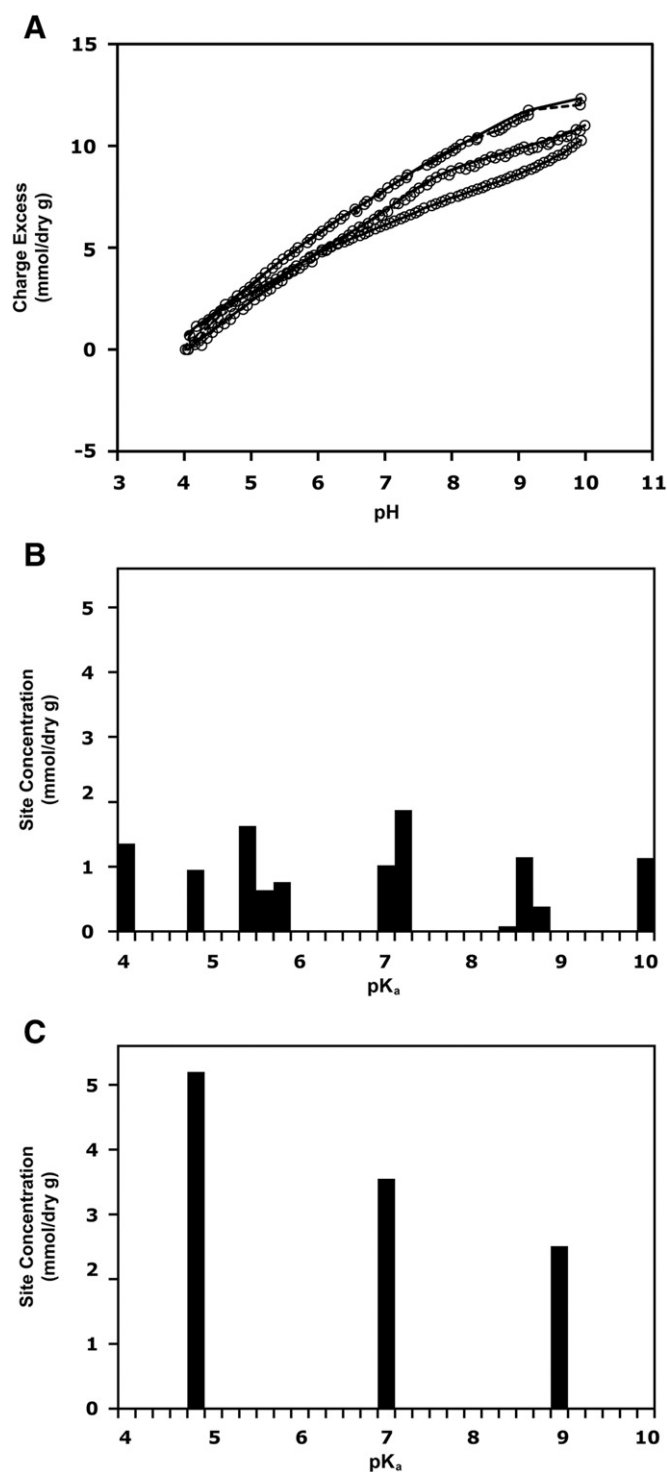 A
15
10
5
0
-5
Charge Excess
(mmol/dry g)
3 4 5 6 7 8 9 10 11
pH
B
5
4
3
2
1
0
Site Concentration
(mmol/dry g)
4 5 6 7 8 9 10
pKₐ
C
5
4
3
2
1
0
Site Concentration
(mmol/dry g)
4 5 6 7 8 9 10
pKₐ